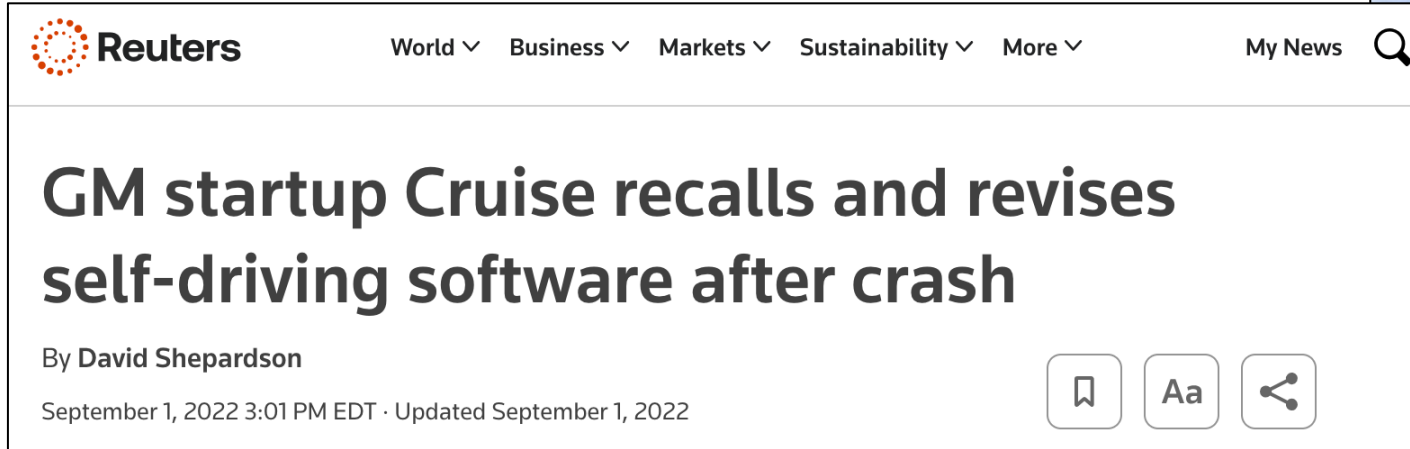 Reuters World Business Markets Sustainability More My News
GM startup Cruise recalls and revises
self-driving software after crash
By David Shepardson
September 1, 2022 3:01 PM EDT · Updated September 1, 2022
Aa